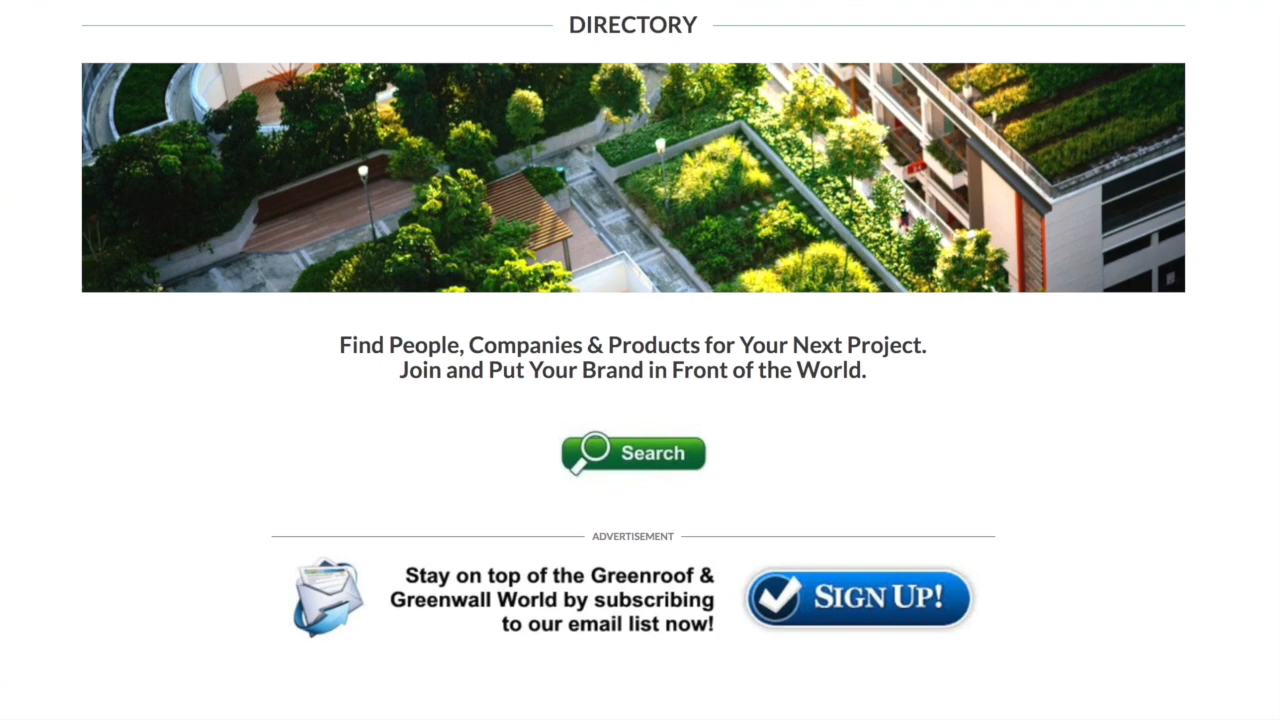 DIRECTORY
Find People, Companies & Products for Your Next Project.
Join and Put Your Brand in Front of the World.
Search
ADVERTISEMENT
Stay on top of the Greenroof &
Greenwall World by subscribing
to our email list now!
SIGN UP!